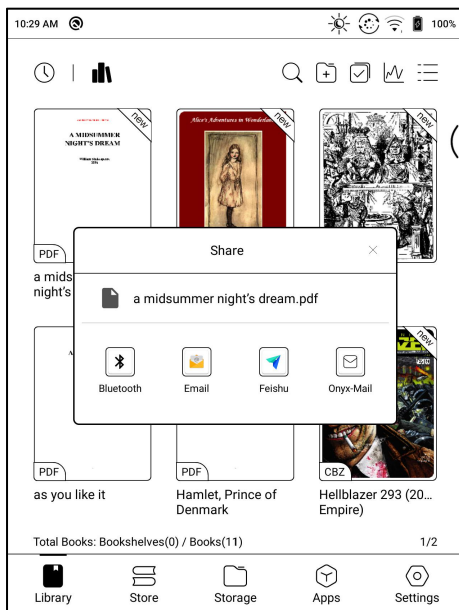 10:29 AM
100%
new
new
new
A MIDSUMMER
NIGHT'S DREAM
William Shakespeare
Alice's Adventures in Wonderland
PDF
a mids
night's
Share
a midsummer night's dream.pdf
Bluetooth
Email
Feishu
Onyx-Mail
new
PDF
PDF
CBZ
as you like it
Hamlet, Prince of
Denmark
Hellblazer 293 (20...
Empire)
Total Books: Bookshelves(0) / Books(11)
1/2
Library
Store
Storage
Apps
Settings